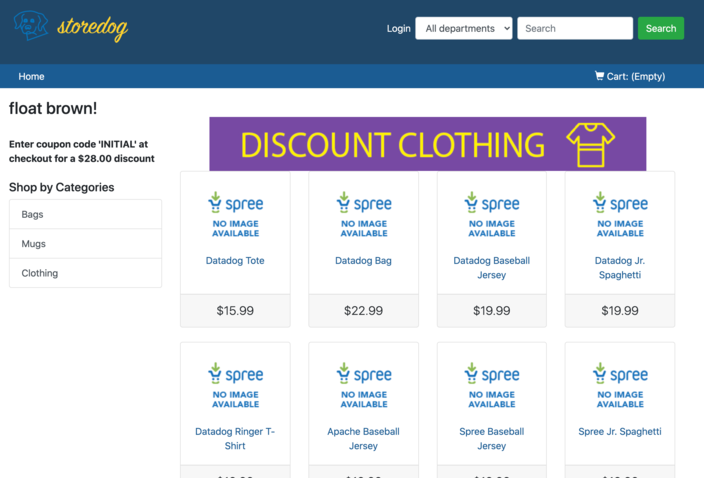 storedog
Login All departments Search Search
Home Cart: (Empty)
float brown!
Enter coupon code 'INITIAL' at
checkout for a $28.00 discount
Shop by Categories
Bags
Mugs
Clothing
DISCOUNT CLOTHING
spree spree spree spree
NO IMAGE NO IMAGE NO IMAGE NO IMAGE
AVAILABLE AVAILABLE AVAILABLE AVAILABLE
Datadog Tote Datadog Bag Datadog Baseball Datadog Jr.
Jersey Spaghetti
$15.99 $22.99 $19.99 $19.99
spree spree spree spree
NO IMAGE NO IMAGE NO IMAGE NO IMAGE
AVAILABLE AVAILABLE AVAILABLE AVAILABLE
Datadog Ringer T- Apache Baseball Spree Baseball Spree Jr. Spaghetti
Shirt Jersey Jersey